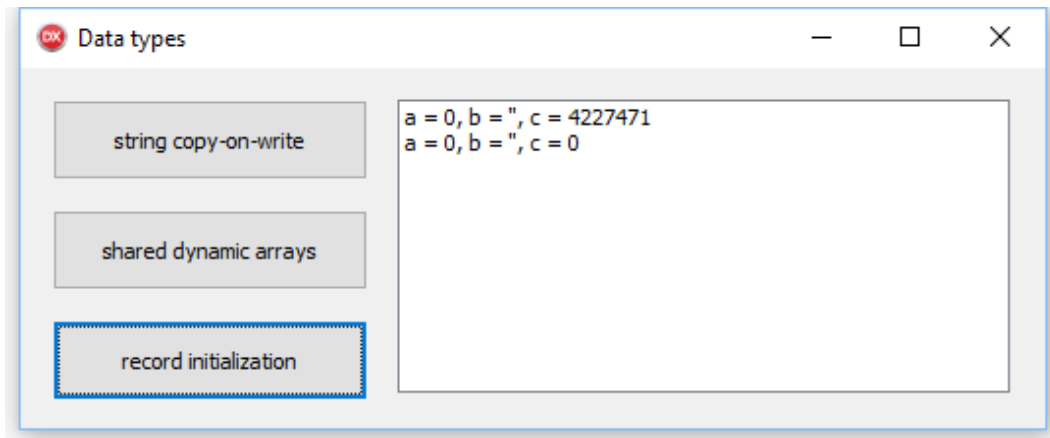 DX Data types
string copy-on-write
shared dynamic arrays
record initialization
a = 0, b = '', c = 4227471
a = 0, b = '', c = 0